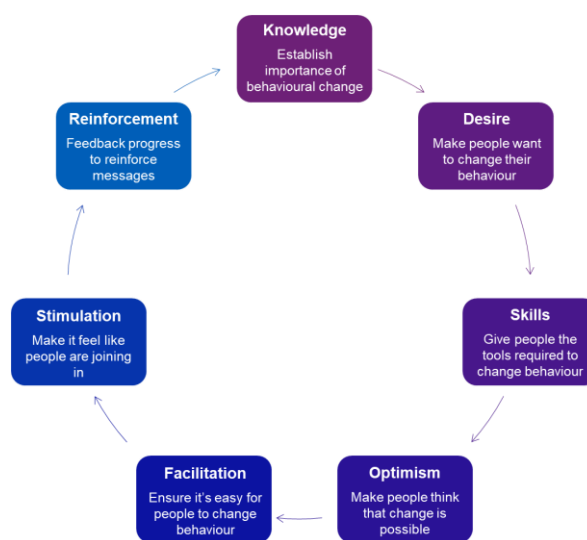 Knowledge
Establish
importance of
behavioural change
Desire
Make people want
to change their
behaviour
Skills
Give people the
tools required to
change behaviour
Optimism
Make people think
that change is
possible
Facilitation
Ensure it's easy for
people to change
behaviour
Stimulation
Make it feel like
people are joining
in
Reinforcement
Feedback progress
to reinforce
messages